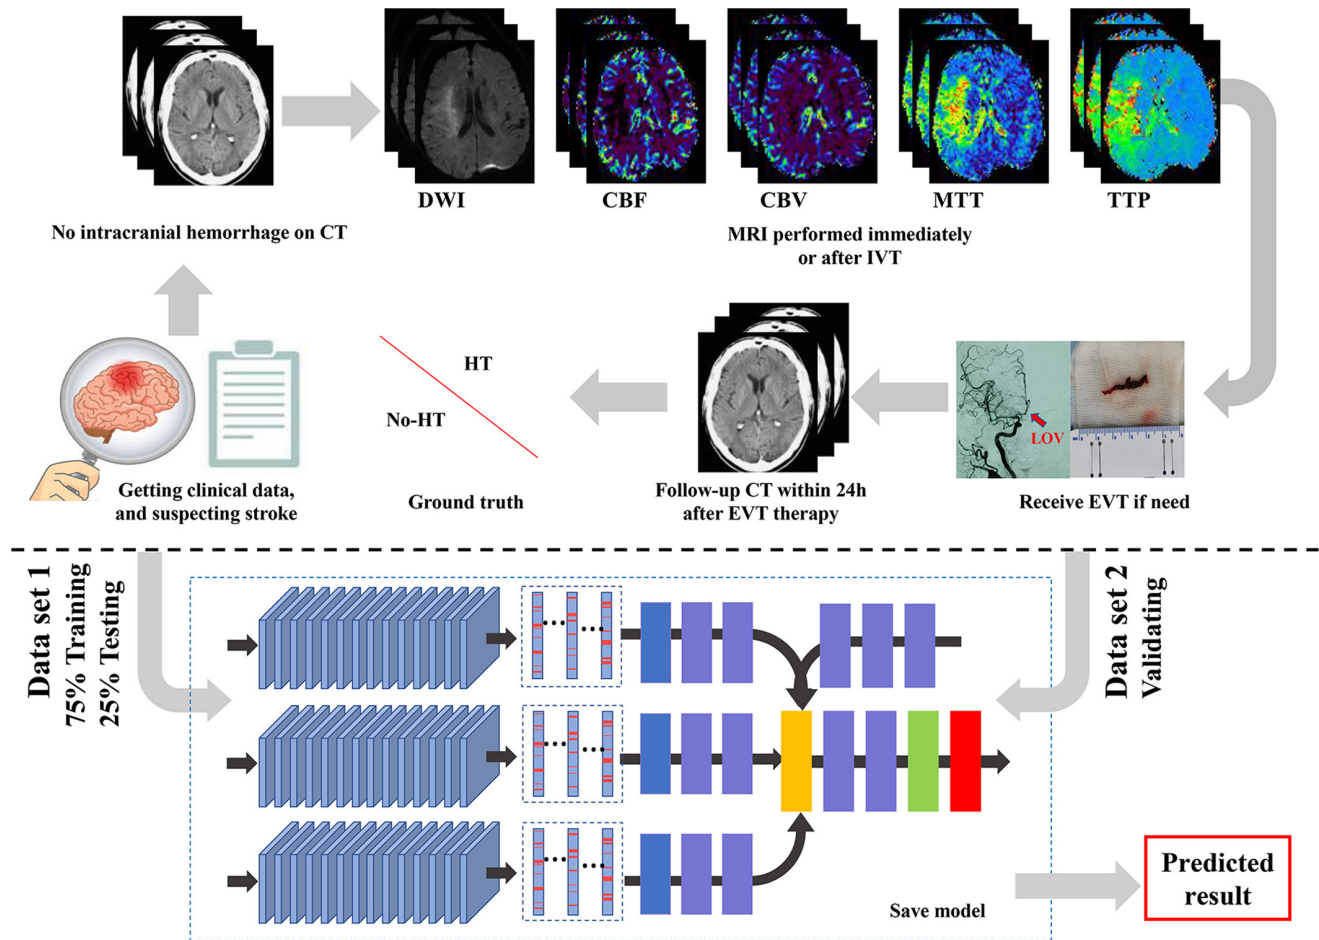 DWI
CBF
CBV
MTT
TTP
No intracranial hemorrhage on CT
MRI performed immediately
or after IVT
HT
No-HT
Ground truth
LOV
Getting clinical data,
and suspecting stroke
Follow-up CT within 24h
after EVT therapy
Receive EVT if need
Data set 1
75% Training
25% Testing
Data set 2
Validating
Save model
Predicted
result